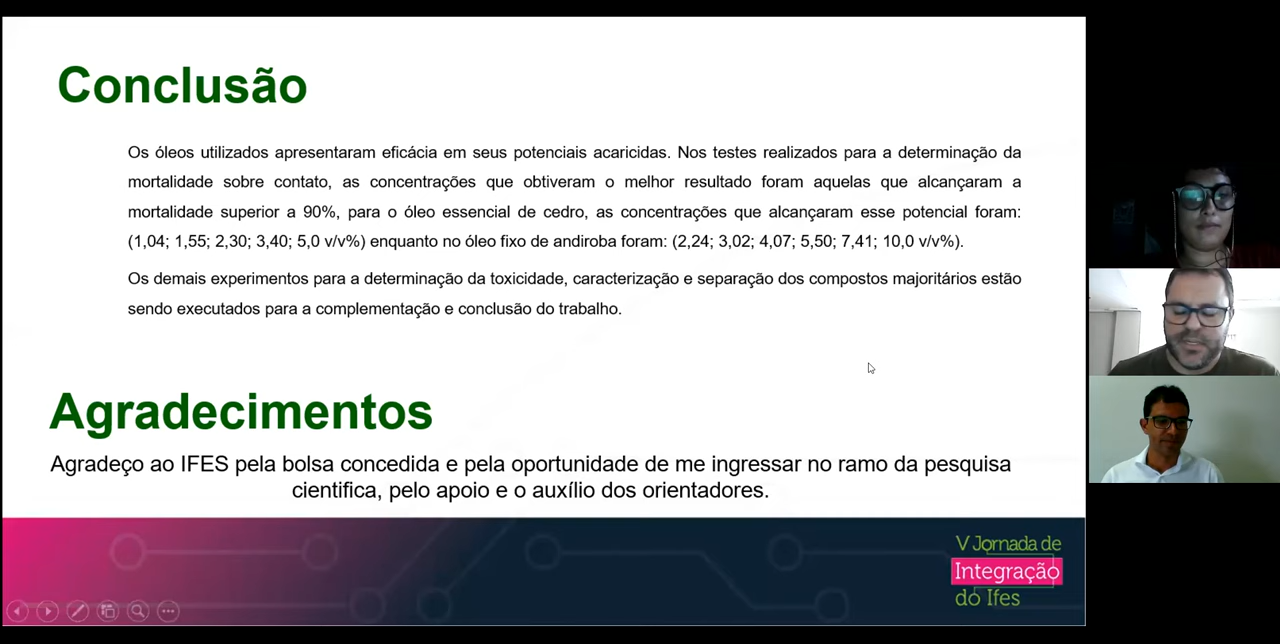 Conclusão
Os óleos utilizados apresentaram eficácia em seus potenciais acaricidas. Nos testes realizados para a determinação da
mortalidade sobre contato, as concentrações que obtiveram o melhor resultado foram aquelas que alcançaram a
mortalidade superior a 90%, para o óleo essencial de cedro, as concentrações que alcançaram esse potencial foram:
(1,04; 1,55; 2,30; 3,40; 5,0 v/v%) enquanto no óleo fixo de andiroba foram: (2,24; 3,02; 4,07; 5,50; 7,41; 10,0 v/v%).
Os demais experimentos para a determinação da toxicidade, caracterização e separação dos compostos majoritários estão
sendo executados para a complementação e conclusão do trabalho.
Agradecimentos
Agradeço ao IFES pela bolsa concedida e pela oportunidade de me ingressar no ramo da pesquisa
cientifica, pelo apoio e o auxílio dos orientadores.
V Jornada de
Integração
do Ifes